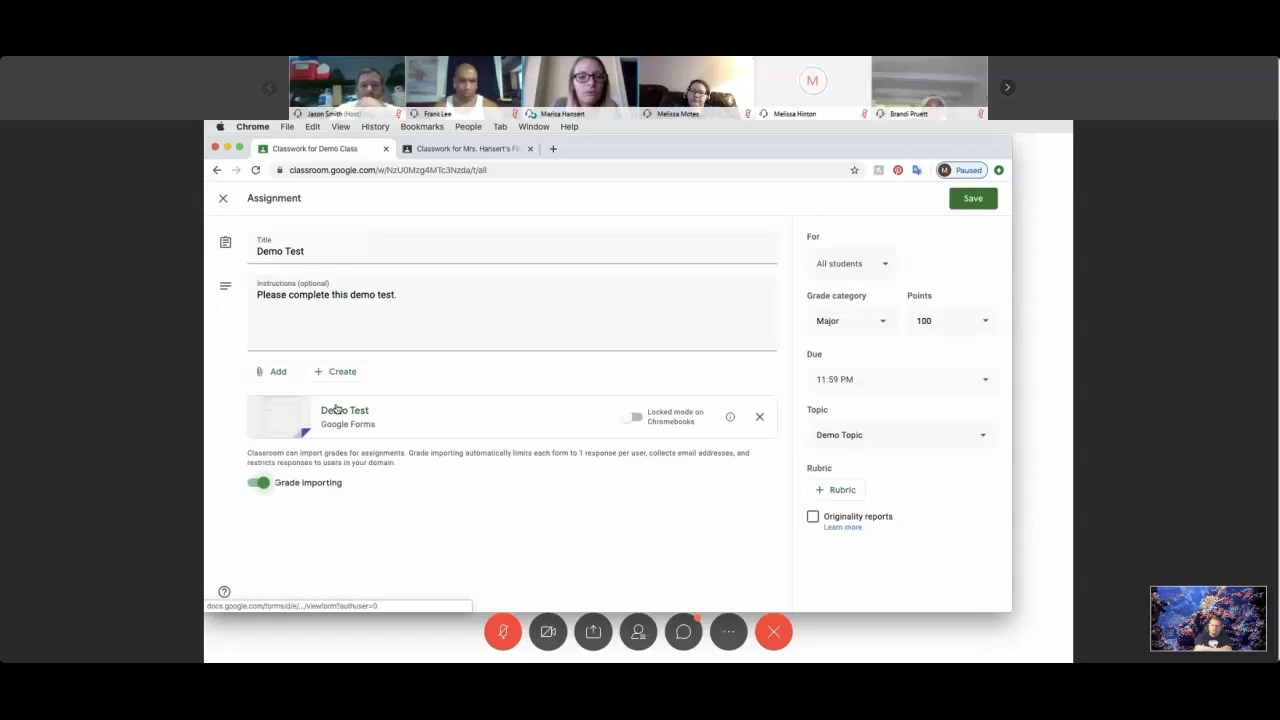 Jason Smith (Host)
Frank Lee
Marisa Hansert
Melissa Motes
M
Melissa Hinton
Brandi Pruett
Chrome File Edit View History Bookmarks People Tab Window Help
Classwork for Demo Class
Classwork for Mrs. Hansert's Fi
classroom.google.com/w/NzU0Mzg4MTc3Nzda/t/all
M Paused
Assignment
Save
Title
Demo Test
Instructions (optional)
Please complete this demo test.
Add
Create
Demo Test
Google Forms
Locked mode on
Chromebooks
Classroom can import grades for assignments. Grade importing automatically limits each form to 1 response per user, collects email addresses, and
restricts responses to users in your domain.
Grade importing
For
All students
Grade category
Points
Major
100
Due
11:59 PM
Topic
Demo Topic
Rubric
+ Rubric
Originality reports
Learn more
docs.google.com/forms/d/e/.../viewform?authuser=0